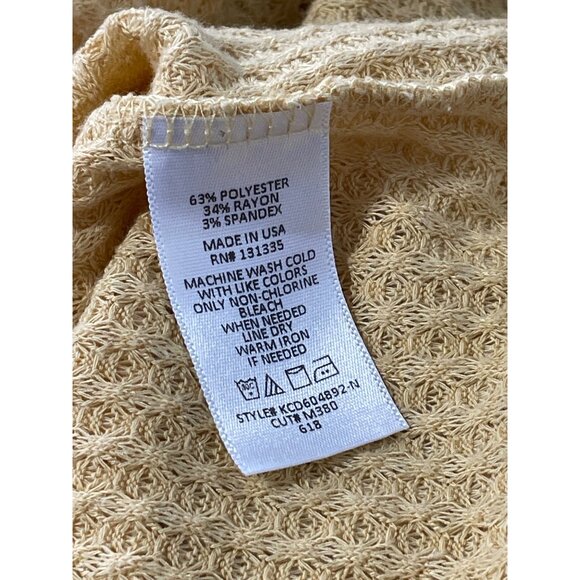 63% POLYESTER
34% RAYON
3% SPANDEX
MADE IN USA
RN# 131335
MACHINE WASH COLD
WITH LIKE COLORS
ONLY NON-CHLORINE
BLEACH
WHEN NEEDED
LINE DRY
WARM IRON
IF NEEDED
STYLE# KCD604892-N
CUT# M380
618